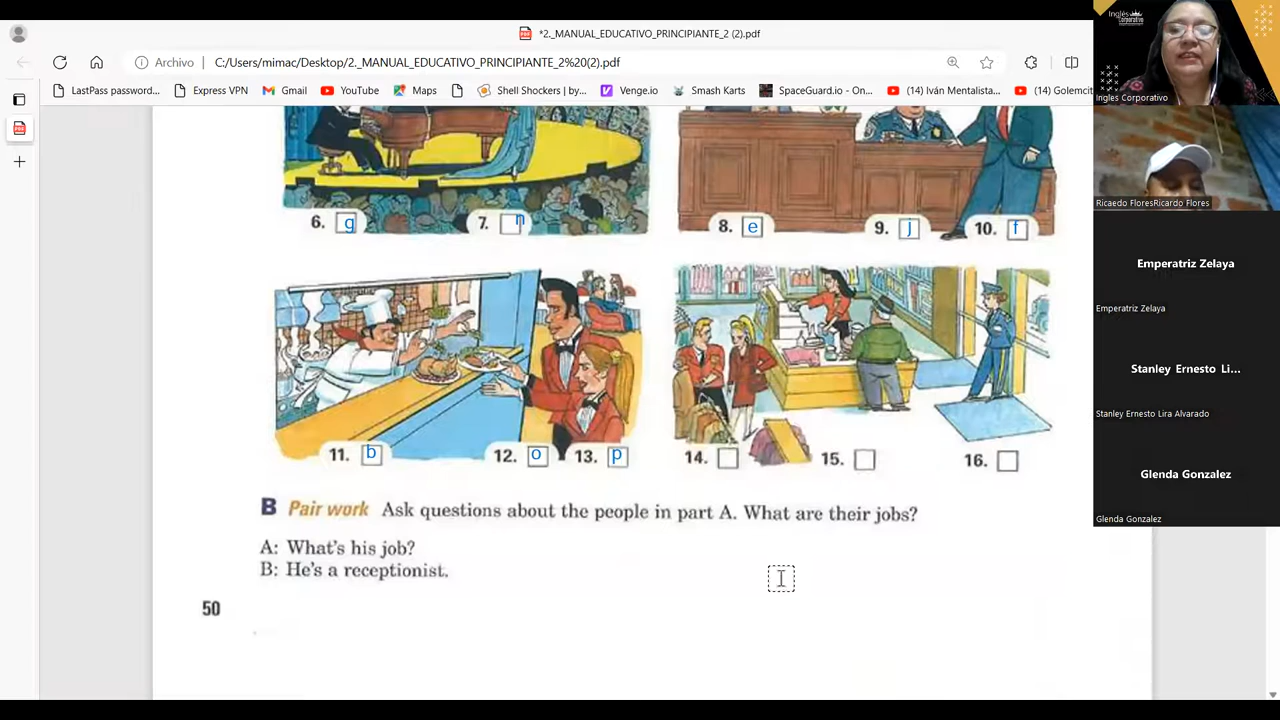 *2._MANUAL_EDUCATIVO_PRINCIPIANTE_2 (2).pdf
Archivo C:/Users/mimac/Desktop/2._MANUAL_EDUCATIVO_PRINCIPIANTE_2%20(2).pdf
LastPass password... Express VPN Gmail YouTube Maps Shell Shockers | by... Venge.io Smash Karts SpaceGuard.io - On... (14) Iván Mentalista... (14) Golemcit
Inglés Corporativo
Ingles Corporativo
Ricaedo FloresRicardo Flores
Emperatriz Zelaya
Emperatriz Zelaya
Stanley Ernesto Li...
Stanley Ernesto Lira Alvarado
Glenda Gonzalez
Glenda Gonzalez
6. g 7. n 8. e 9. j 10. f
11. b 12. o 13. p 14. 15. 16.
B Pair work Ask questions about the people in part A. What are their jobs?
A: What's his job?
B: He's a receptionist.
50